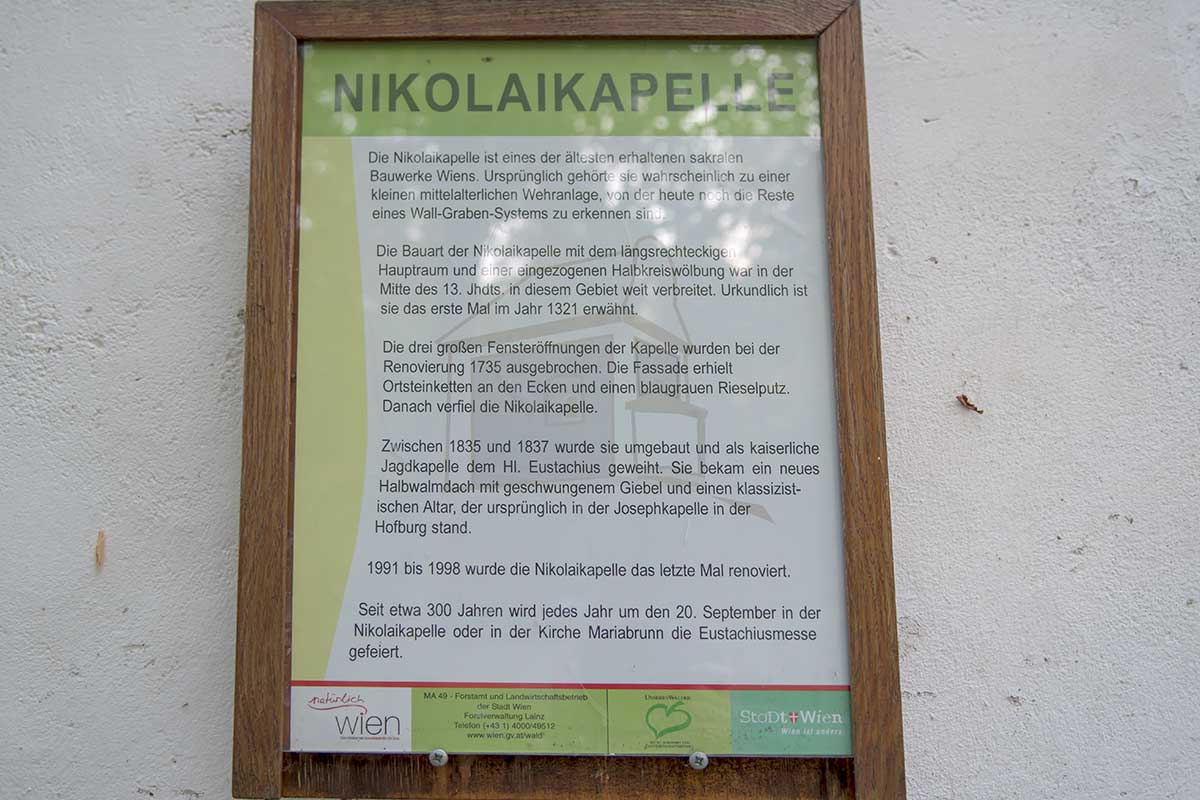 NIKOLAIKAPELLE
Die Nikolaikapelle ist eines der ältesten erhaltenen sakralen
Bauwerke Wiens. Ursprünglich gehörte sie wahrscheinlich zu einer
kleinen mittelalterlichen Wehranlage, von der heute noch die Reste
eines Wall-Graben-Systems zu erkennen sind.
Die Bauart der Nikolaikapelle mit dem längsrechteckigen
Hauptraum und einer eingezogenen Halbkreiswölbung war in der
Mitte des 13. Jhdts. in diesem Gebiet weit verbreitet. Urkundlich ist
sie das erste Mal im Jahr 1321 erwähnt.
Die drei großen Fensteröffnungen der Kapelle wurden bei der
Renovierung 1735 ausgebrochen. Die Fassade erhielt
Ortsteinketten an den Ecken und einen blaugrauen Rieselputz.
Danach verfiel die Nikolaikapelle.
Zwischen 1835 und 1837 wurde sie umgebaut und als kaiserliche
Jagdkapelle dem Hl. Eustachius geweiht. Sie bekam ein neues
Halbwalmdach mit geschwungenem Giebel und einen klassizist-
ischen Altar, der ursprünglich in der Josephkapelle in der
Hofburg stand.
1991 bis 1998 wurde die Nikolaikapelle das letzte Mal renoviert.
Seit etwa 300 Jahren wird jedes Jahr um den 20. September in der
Nikolaikapelle oder in der Kirche Mariabrunn die Eustachiusmesse
gefeiert.
natürlich
wien
MA 49 - Forstamt und Landwirtschaftsbetrieb
der Stadt Wien
Forstverwaltung Lainz
Telefon (+43 1) 4000/49512
www.wien.gv.at/wald
StaDt Wien
Wien ist anders